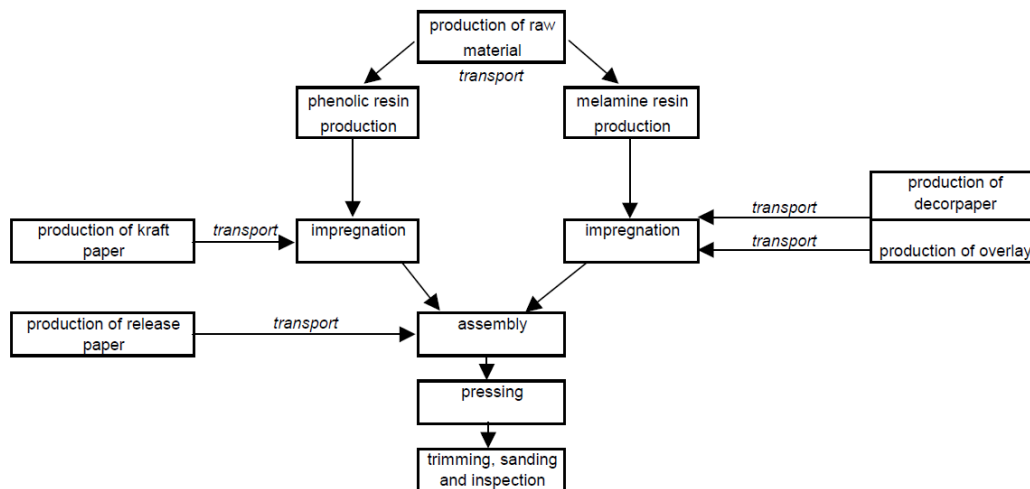 production of raw
material
transport
phenolic resin
production
melamine resin
production
production of
decorpaper
transport
production of kraft
paper
transport
impregnation
impregnation
transport
production of overlay
production of release
paper
transport
assembly
pressing
trimming, sanding
and inspection